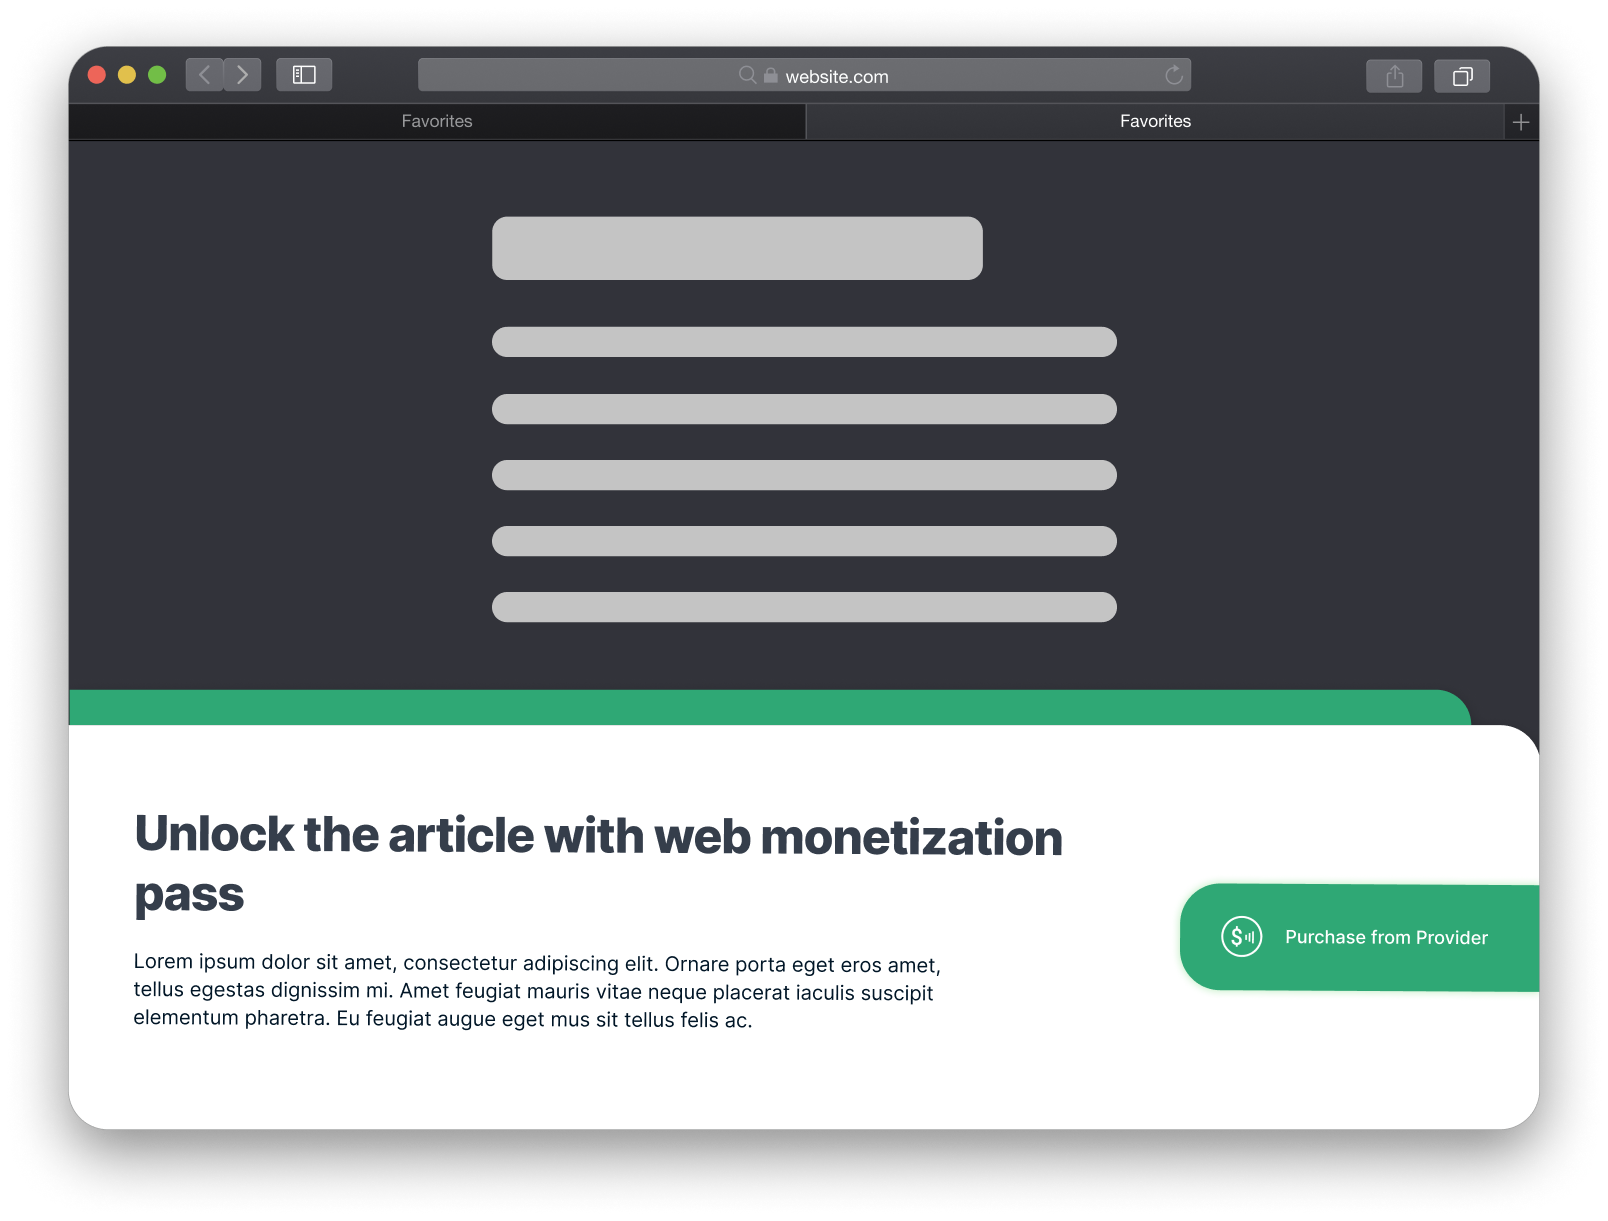 website.com
Favorites
Favorites
Unlock the article with web monetization
pass
Lorem ipsum dolor sit amet, consectetur adipiscing elit. Ornare porta eget eros amet,
tellus egestas dignissim mi. Amet feugiat mauris vitae neque placerat iaculis suscipit
elementum pharetra. Eu feugiat augue eget mus sit tellus felis ac.
$ Purchase from Provider